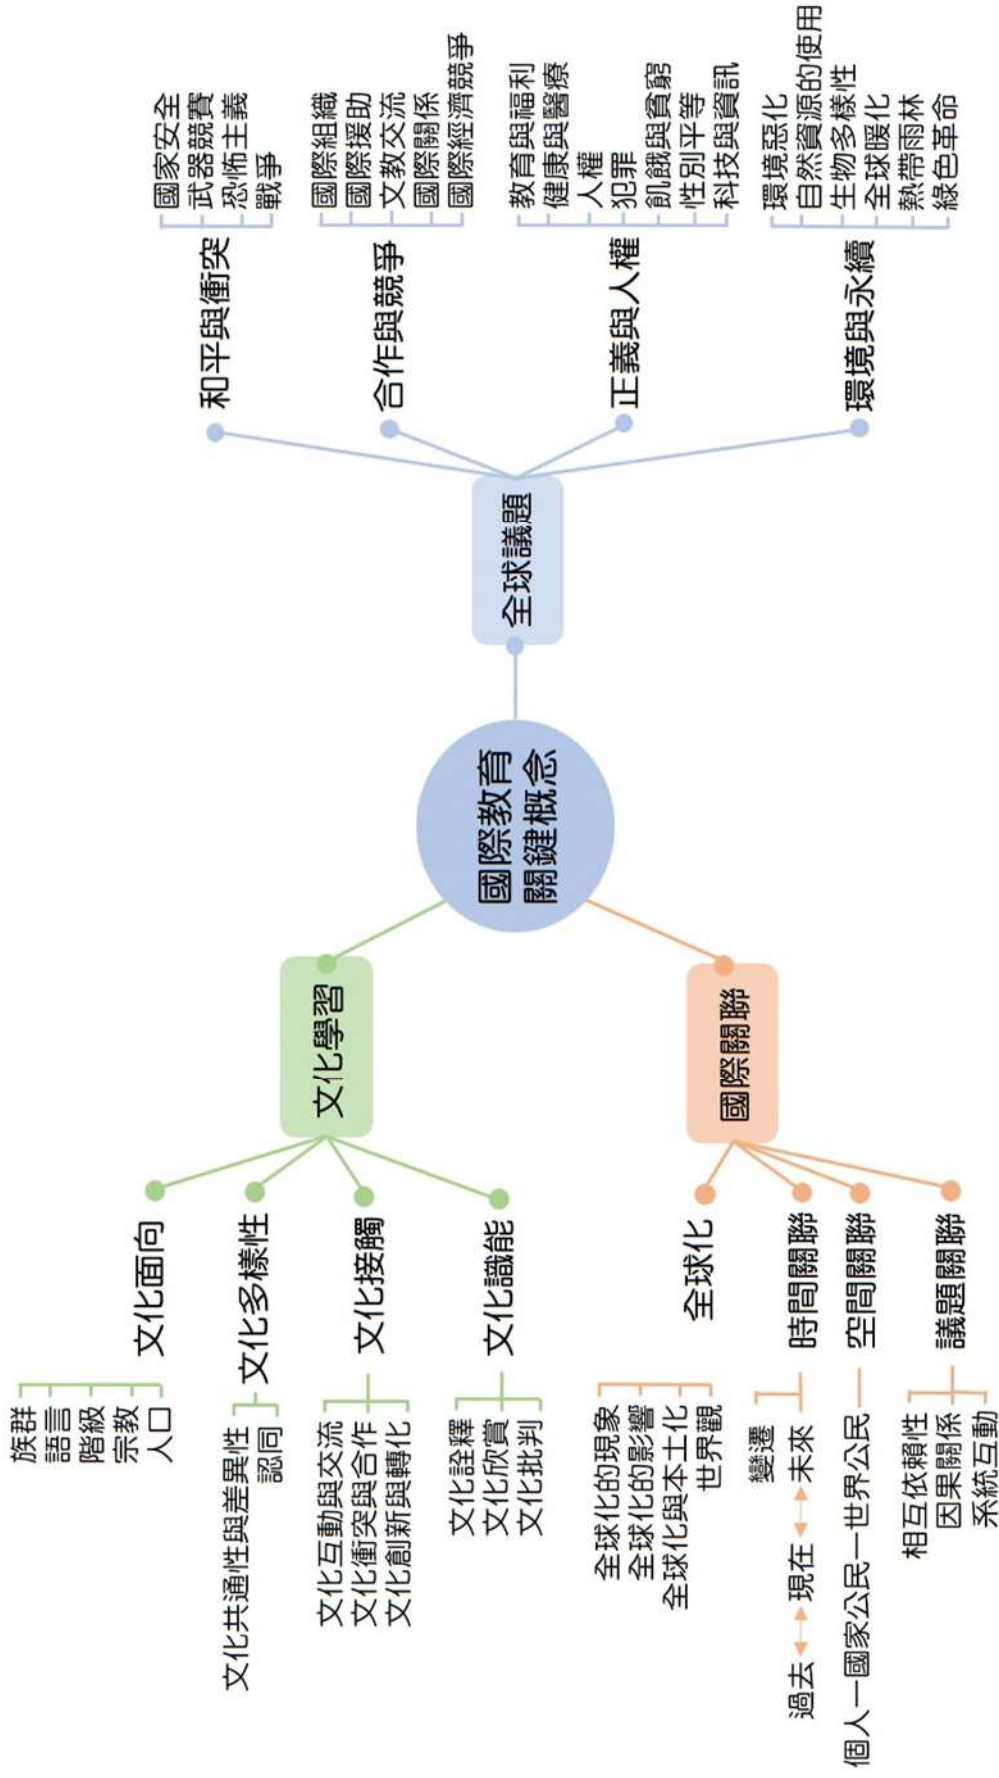 國際教育
關鍵概念
文化學習
文化面向
族群
語言
階級
宗教
人口
文化多樣性
文化共通性與差異性
認同
文化接觸
文化互動與交流
文化衝突與合作
文化創新與轉化
文化識能
文化詮釋
文化欣賞
文化批判
國際關聯
全球化
全球化的現象
全球化的影響
全球化與本土化
世界觀
時間關聯
變遷
過去↔現在↔未來
空間關聯
個人—國家公民—世界公民
議題關聯
相互依賴性
因果關係
系統互動
全球議題
和平與衝突
國家安全
武器競賽
恐怖主義
戰爭
合作與競爭
國際組織
國際援助
文教交流
國際關係
國際經濟競爭
正義與人權
教育與福利
健康與醫療
人權
犯罪
飢餓與貧窮
性別平等
科技與資訊
環境與永續
環境惡化
自然資源的使用
生物多樣性
全球暖化
熱帶雨林
綠色革命